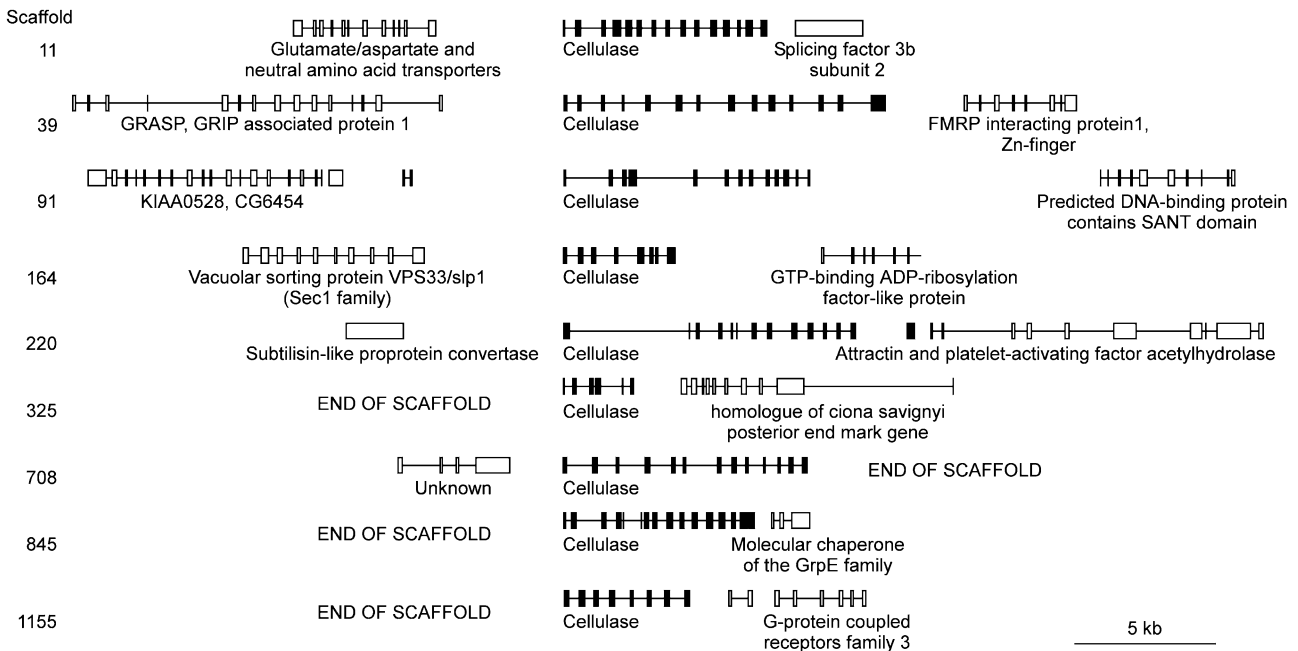 Scaffold
11
Glutamate/aspartate and
neutral amino acid transporters
Cellulase
Splicing factor 3b
subunit 2
39
GRASP, GRIP associated protein 1
Cellulase
FMRP interacting protein1,
Zn-finger
91
KIAA0528, CG6454
Cellulase
Predicted DNA-binding protein
contains SANT domain
164
Vacuolar sorting protein VPS33/slp1
(Sec1 family)
Cellulase
GTP-binding ADP-ribosylation
factor-like protein
220
Subtilisin-like proprotein convertase
Cellulase
Attractin and platelet-activating factor acetylhydrolase
325
END OF SCAFFOLD
Cellulase
homologue of ciona savignyi
posterior end mark gene
708
Unknown
Cellulase
END OF SCAFFOLD
845
END OF SCAFFOLD
Cellulase
Molecular chaperone
of the GrpE family
1155
END OF SCAFFOLD
Cellulase
G-protein coupled
receptors family 3
5 kb